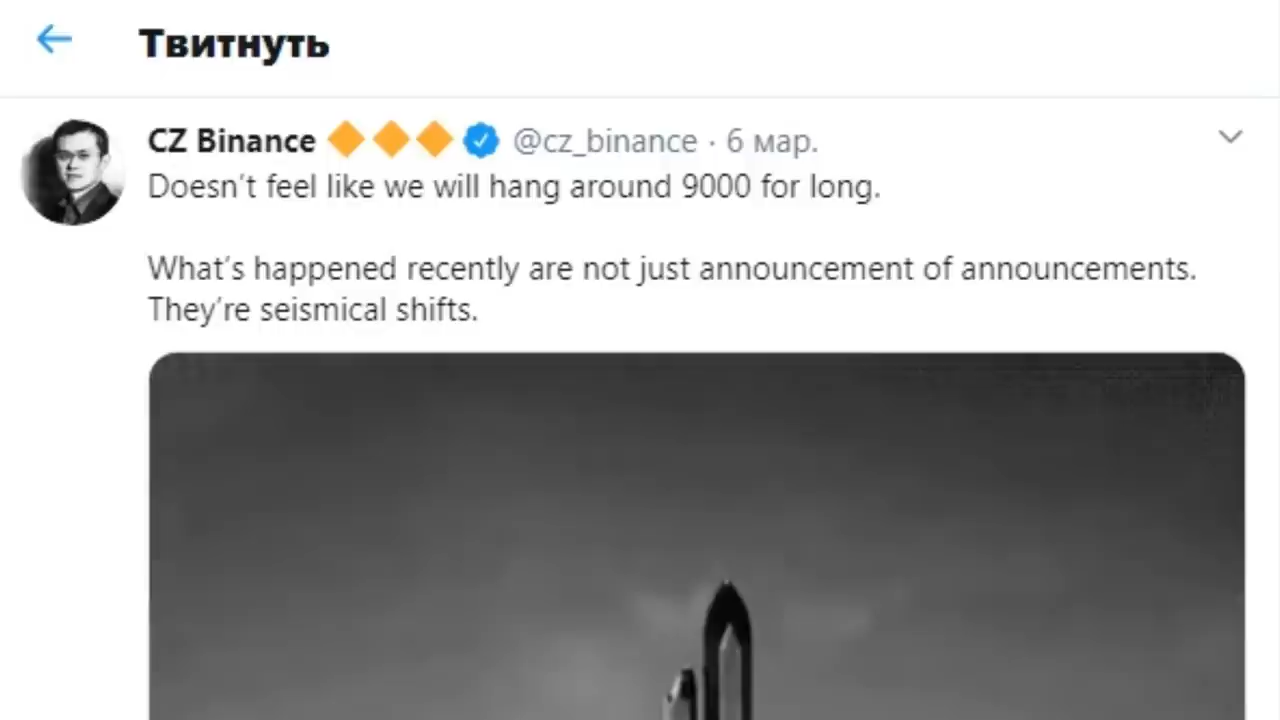 Твитнуть
CZ Binance 🔶🔶🔶 @cz_binance · 6 мар.
Doesn't feel like we will hang around 9000 for long.
What's happened recently are not just announcement of announcements.
They're seismical shifts.